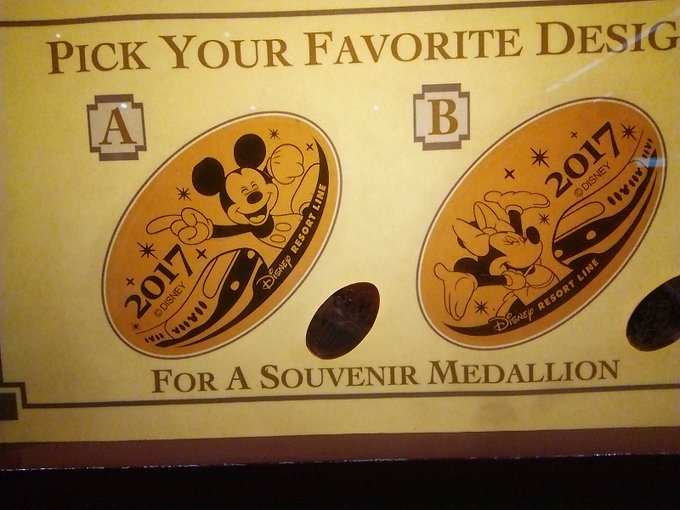 PICK YOUR FAVORITE DESIG
A
B
2017
© DISNEY
DISNEY RESORT LINE
2017
© DISNEY
DISNEY RESORT LINE
FOR A SOUVENIR MEDALLION